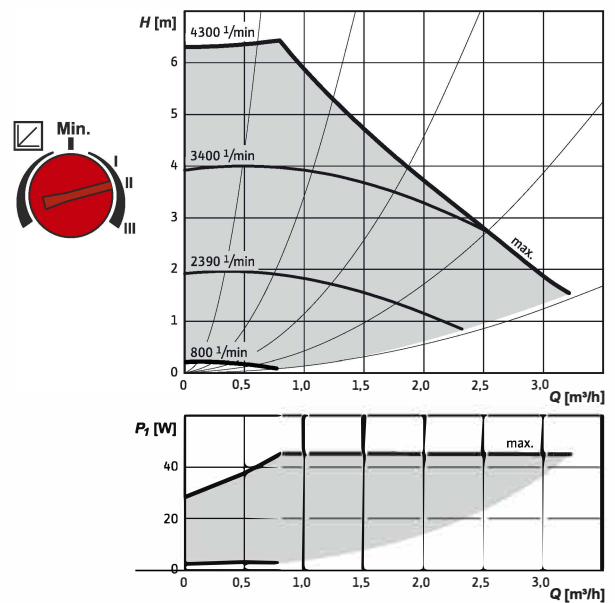 H [m]
4300 1/min
6
5
Min.
I
II
III
3400 1/min
4
3
max.
2390 1/min
2
1
800 1/min
0
0 0,5 1,0 1,5 2,0 2,5 3,0
Q [m³/h]
P1 [W]
max.
40
20
0
0 0,5 1,0 1,5 2,0 2,5 3,0
Q [m³/h]